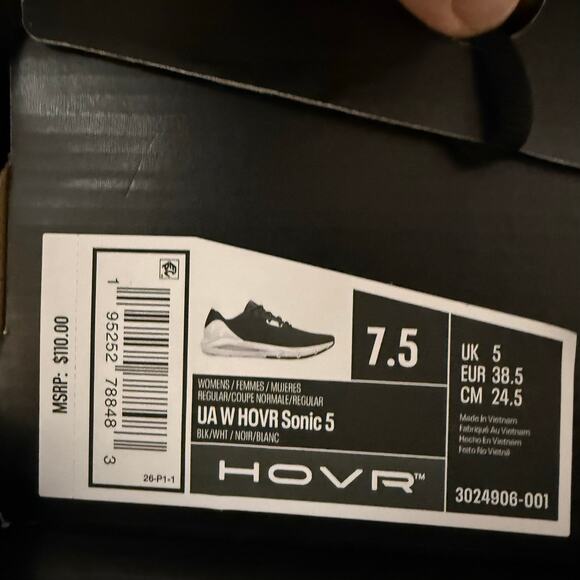 MSRP: $110.00
1 95252 78848 3
26-P1-1
7.5
UK 5
EUR 38.5
CM 24.5
WOMENS / FEMMES / MUJERES
REGULAR/COUPE NORMALE/REGULAR
UA W HOVR Sonic 5
BLK/WHT / NOIR/BLANC
HOVR™
Made In Vietnam
Fabriqué Au Vietnam
Hecho En Vietnam
Feito No Vietnã
3024906-001